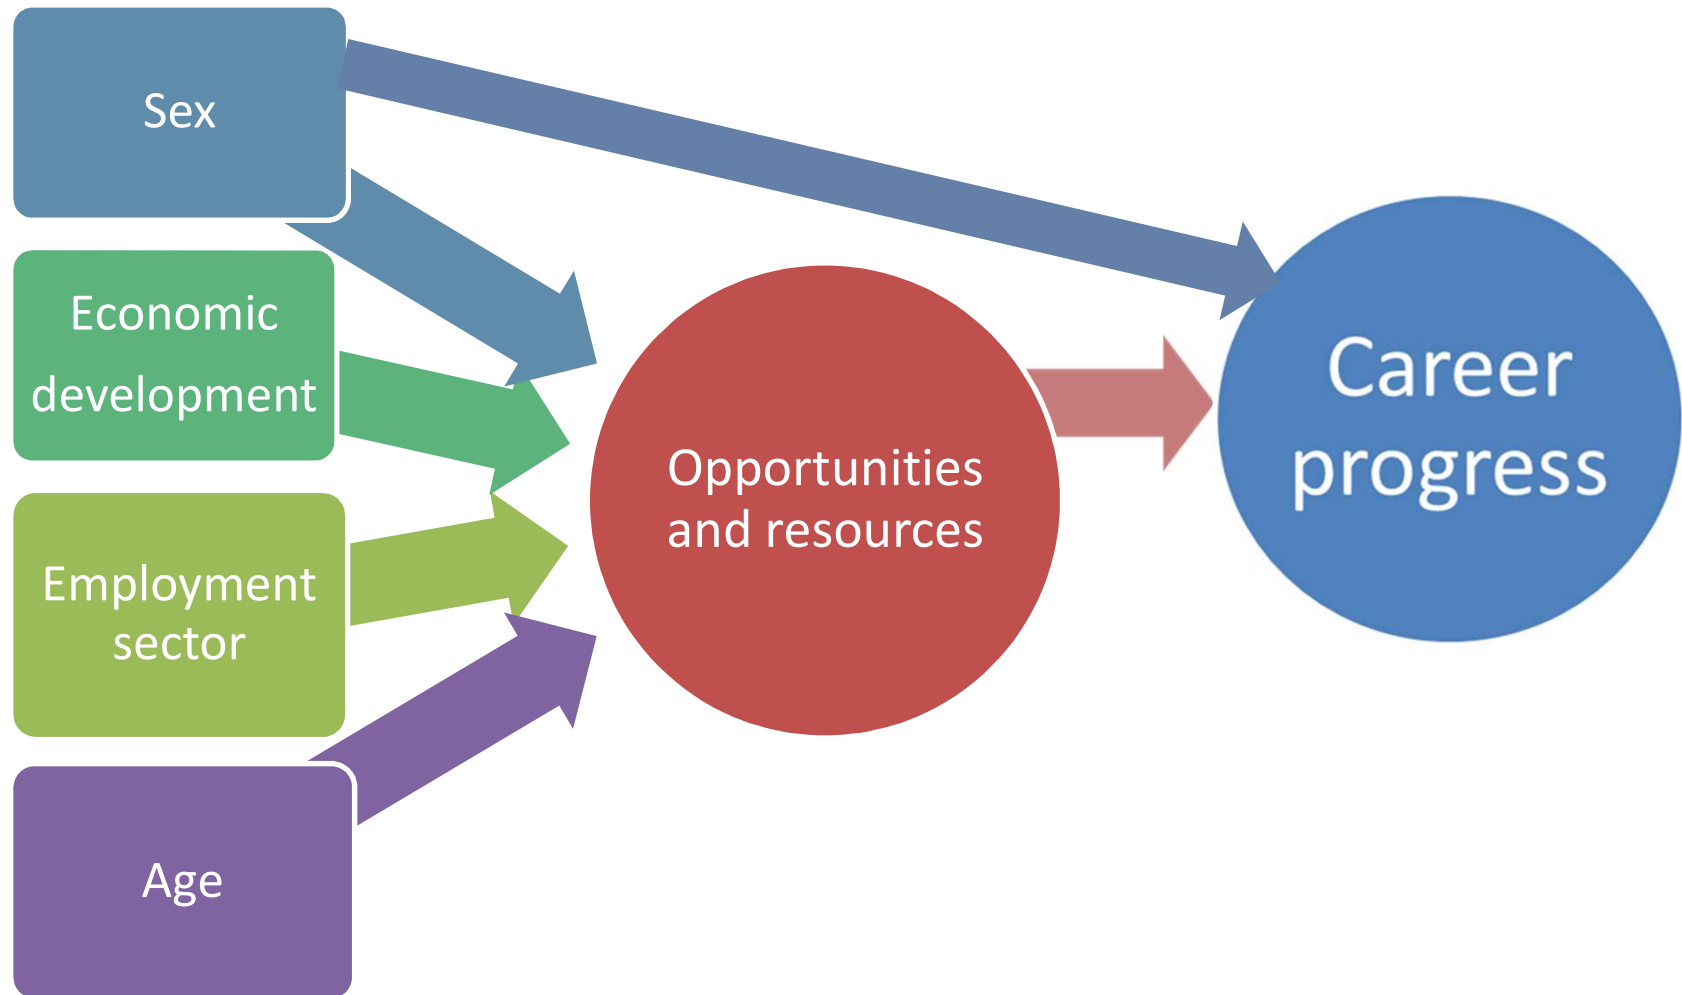 Sex
Economic
development
Employment
sector
Age
Opportunities
and resources
Career
progress